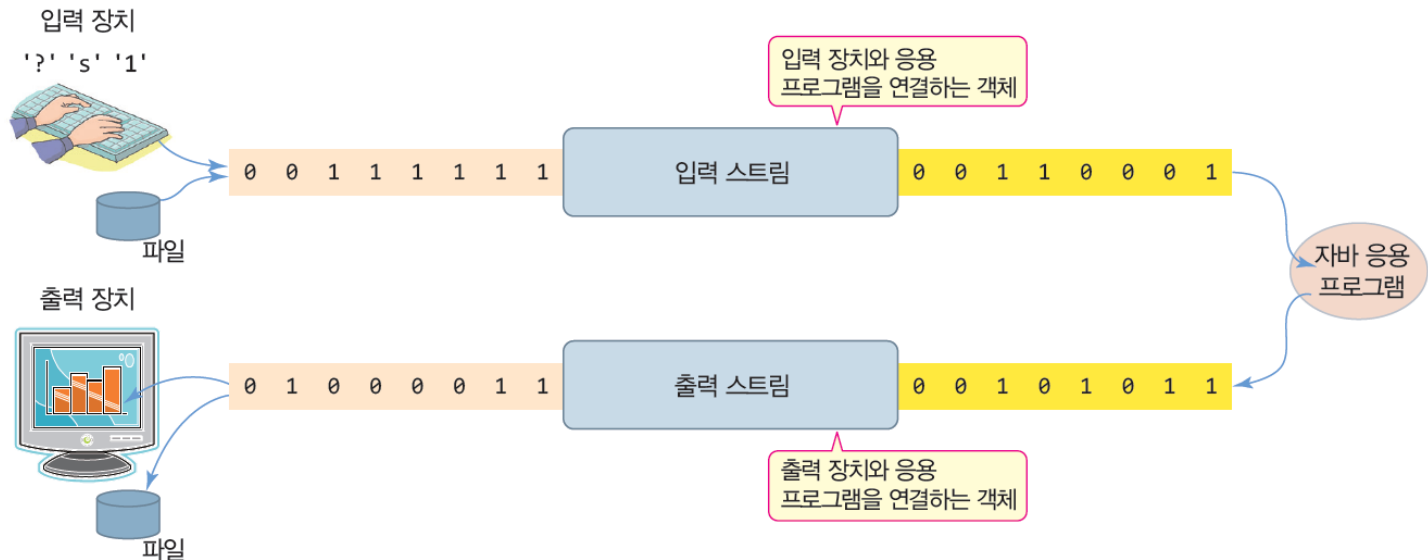 입력 장치
'?' 's' '1'
입력 장치와 응용
프로그램을 연결하는 객체
0 0 1 1 1 1 1 1
입력 스트림
0 0 1 1 0 0 0 1
파일
자바 응용
프로그램
출력 장치
0 1 0 0 0 0 1 1
출력 스트림
0 0 1 0 1 0 1 1
출력 장치와 응용
프로그램을 연결하는 객체
파일